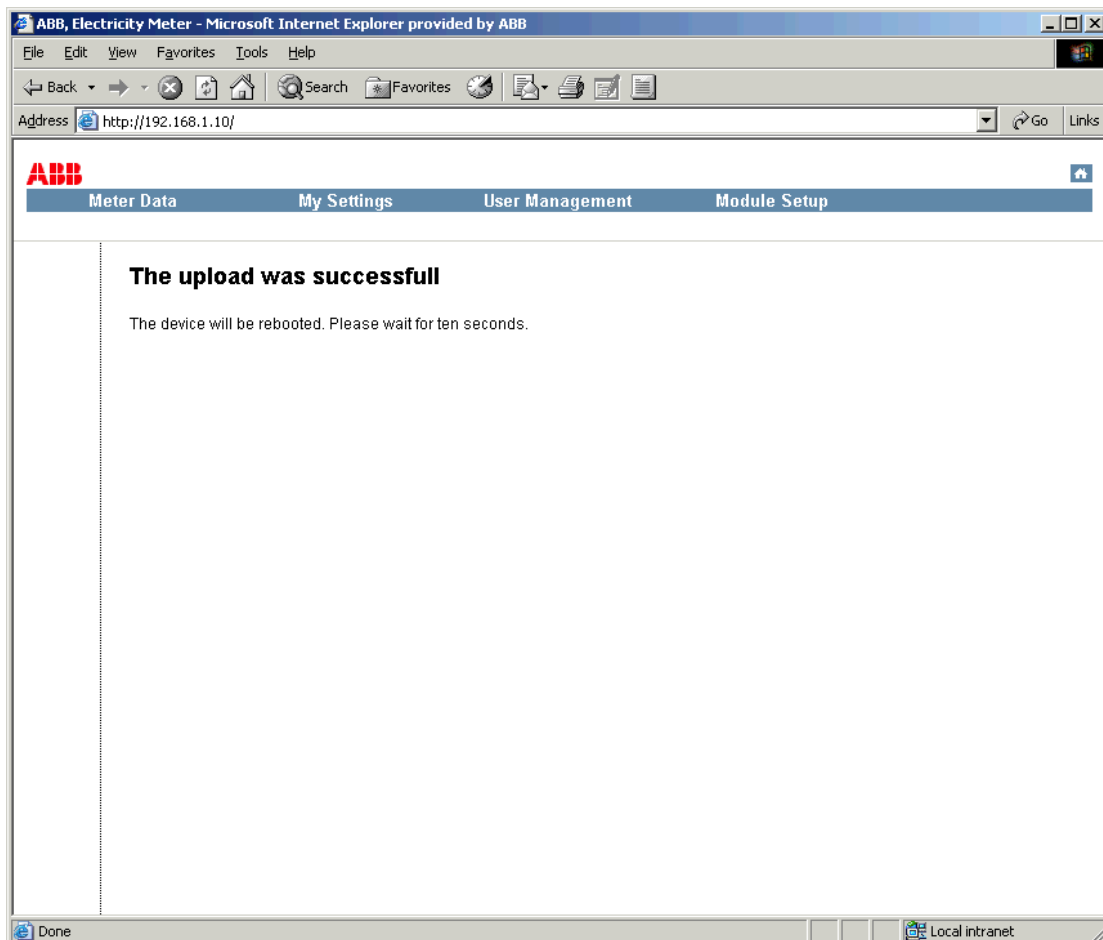 ABB, Electricity Meter - Microsoft Internet Explorer provided by ABB
File Edit View Favorites Tools Help
Back Search Favorites
Address http://192.168.1.10/ Go Links
ABB
Meter Data My Settings User Management Module Setup
The upload was successfull
The device will be rebooted. Please wait for ten seconds.
Done Local intranet